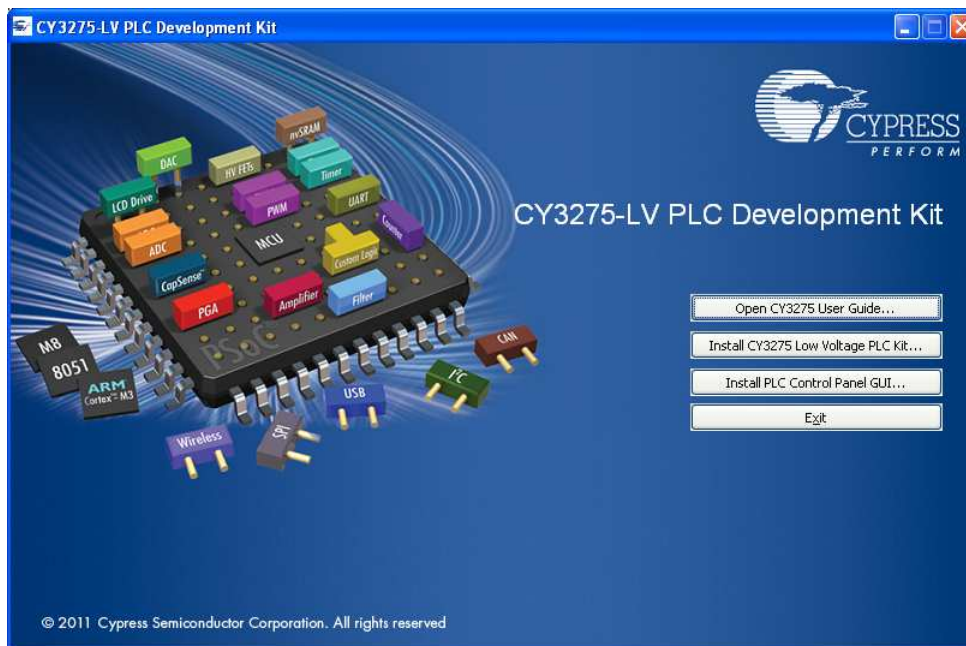 CY3275-LV PLC Development Kit
CYPRESS
PERFORM
CY3275-LV PLC Development Kit
nvSRAM
DAC
HV FETs
Timer
LCD Drive
PWM
UART
ADC
MCU
Counter
Custom Logic
CapSense™
PGA
Amplifier
Filter
PSoC
M8
8051
ARM
Cortex™ M3
CAN
I²C
USB
SPI
Wireless
Open CY3275 User Guide...
Install CY3275 Low Voltage PLC Kit...
Install PLC Control Panel GUI...
Exit
© 2011 Cypress Semiconductor Corporation. All rights reserved